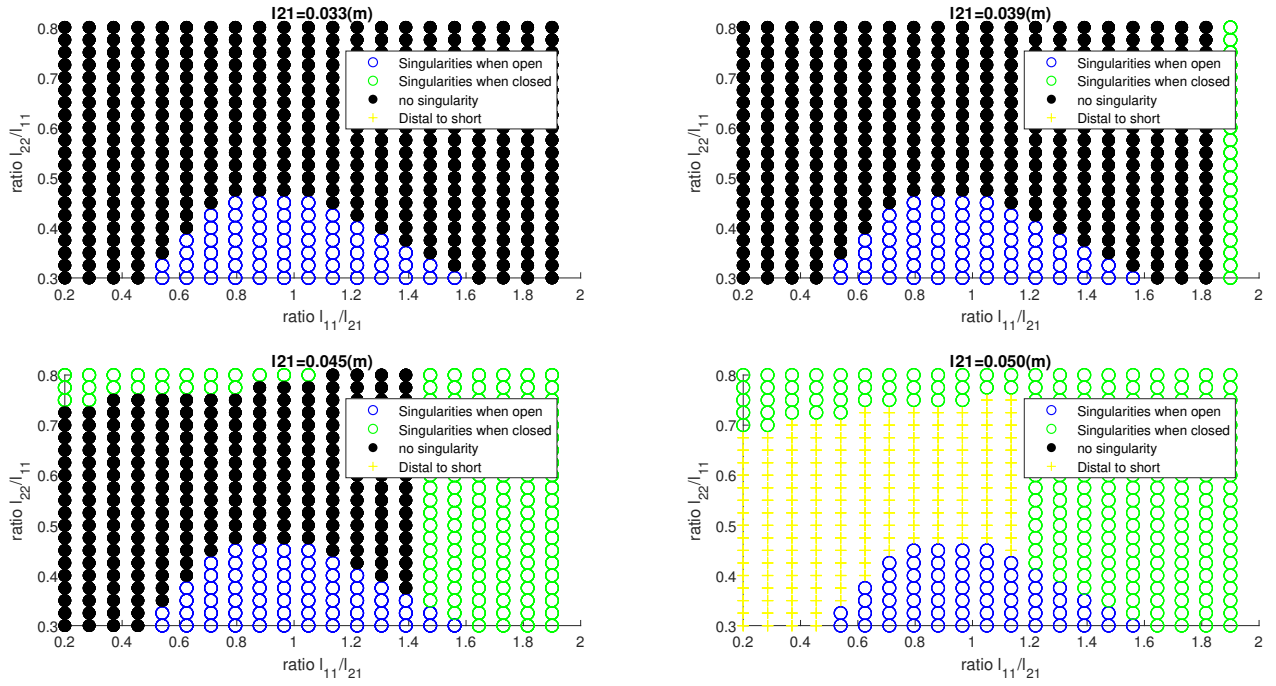 l21=0.033(m)
ratio l22/l11
0.8
0.7
0.6
0.5
0.4
0.3
Singularities when open
Singularities when closed
no singularity
Distal to short
0.2 0.4 0.6 0.8 1 1.2 1.4 1.6 1.8 2
ratio l11/l21
l21=0.039(m)
ratio l22/l11
0.8
0.7
0.6
0.5
0.4
0.3
Singularities when open
Singularities when closed
no singularity
Distal to short
0.2 0.4 0.6 0.8 1 1.2 1.4 1.6 1.8 2
ratio l11/l21
l21=0.045(m)
ratio l22/l11
0.8
0.7
0.6
0.5
0.4
0.3
Singularities when open
Singularities when closed
no singularity
Distal to short
0.2 0.4 0.6 0.8 1 1.2 1.4 1.6 1.8 2
ratio l11/l21
l21=0.050(m)
ratio l22/l11
0.8
0.7
0.6
0.5
0.4
0.3
Singularities when open
Singularities when closed
no singularity
Distal to short
0.2 0.4 0.6 0.8 1 1.2 1.4 1.6 1.8 2
ratio l11/l21